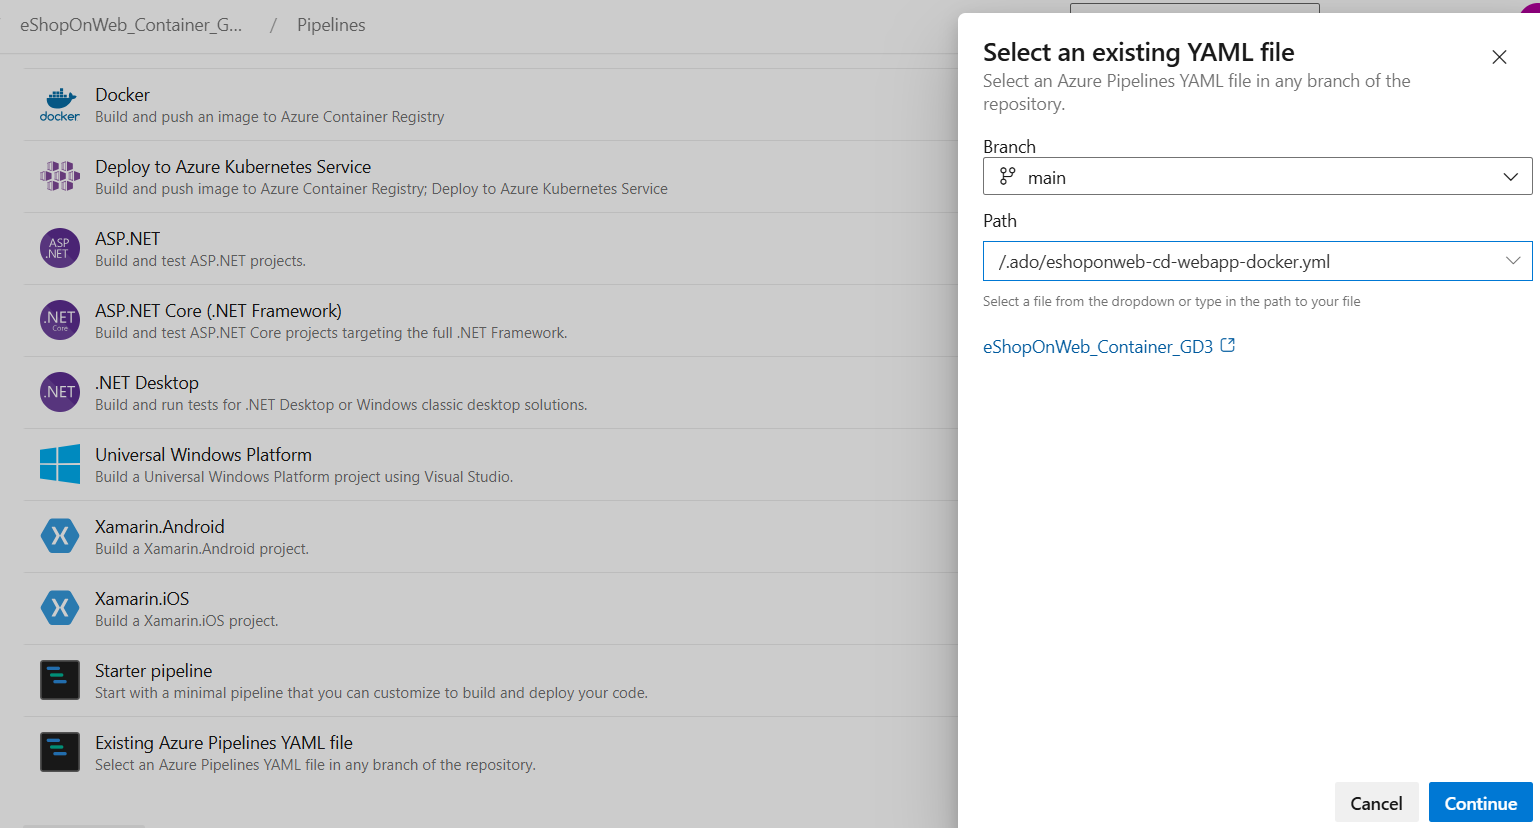 eShopOnWeb_Container_G... / Pipelines
docker
Docker
Build and push an image to Azure Container Registry
Deploy to Azure Kubernetes Service
Build and push image to Azure Container Registry; Deploy to Azure Kubernetes Service
ASP
.NET
ASP.NET
Build and test ASP.NET projects.
.NET
Core
ASP.NET Core (.NET Framework)
Build and test ASP.NET Core projects targeting the full .NET Framework.
.NET
.NET Desktop
Build and run tests for .NET Desktop or Windows classic desktop solutions.
Universal Windows Platform
Build a Universal Windows Platform project using Visual Studio.
Xamarin.Android
Build a Xamarin.Android project.
Xamarin.iOS
Build a Xamarin.iOS project.
Starter pipeline
Start with a minimal pipeline that you can customize to build and deploy your code.
Existing Azure Pipelines YAML file
Select an Azure Pipelines YAML file in any branch of the repository.
Select an existing YAML file
Select an Azure Pipelines YAML file in any branch of the
repository.
Branch
main
Path
/.ado/eshoponweb-cd-webapp-docker.yml
Select a file from the dropdown or type in the path to your file
eShopOnWeb_Container_GD3
Cancel
Continue